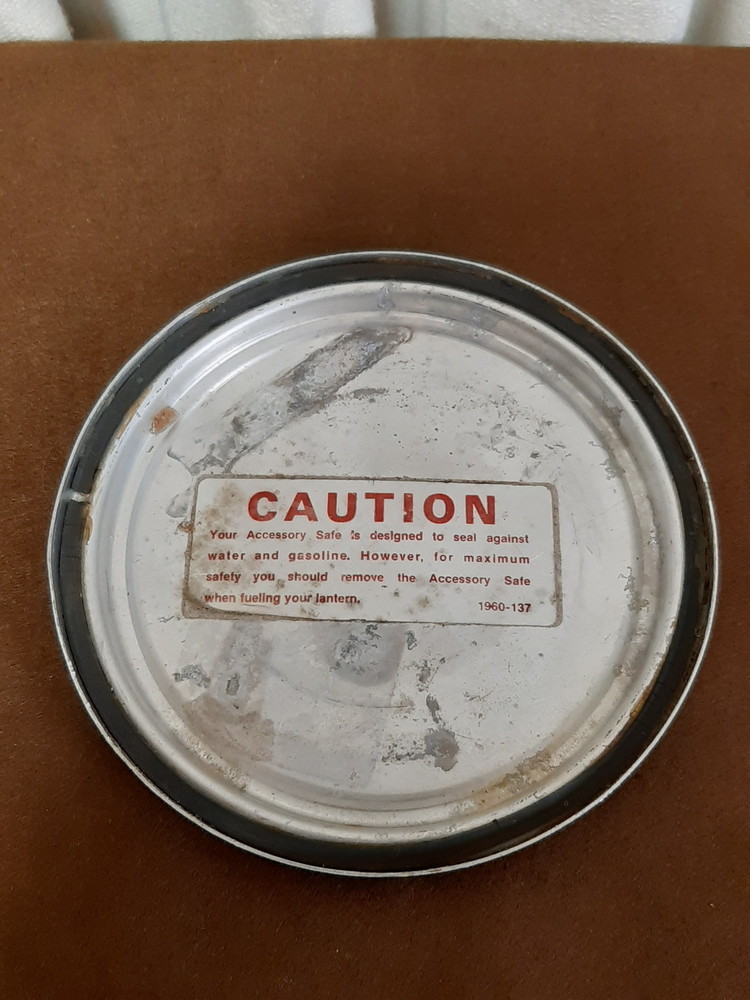 CAUTION
Your Accessory Safe is designed to seal against
water and gasoline. However, for maximum
safety you should remove the Accessory Safe
when fueling your lantern.
1960-137